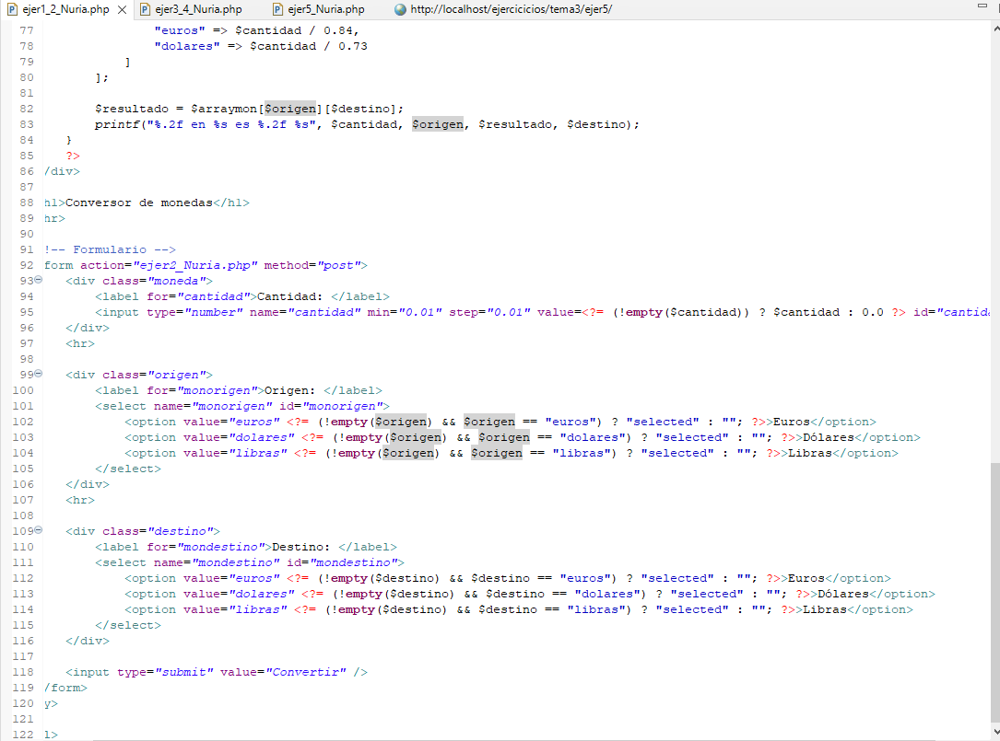 ejer1_2_Nuria.php ejer3_4_Nuria.php ejer5_Nuria.php http://localhost/ejercicicios/tema3/ejer5/
77 "euros" => $cantidad / 0.84,
78 "dolares" => $cantidad / 0.73
79 ]
80 ];
81
82 $resultado = $arraymon[$origen][$destino];
83 printf("%.2f en %s es %.2f %s", $cantidad, $origen, $resultado, $destino);
84 }
85 ?>
86 /div>
87
88 h1>Conversor de monedas</h1>
89 hr>
90
91 !-- Formulario -->
92 form action="ejer2_Nuria.php" method="post">
93 <div class="moneda">
94 <label for="cantidad">Cantidad: </label>
95 <input type="number" name="cantidad" min="0.01" step="0.01" value=<?= (!empty($cantidad)) ? $cantidad : 0.0 ?> id="cantida
96 </div>
97 <hr>
98
99 <div class="origen">
100 <label for="monorigen">Origen: </label>
101 <select name="monorigen" id="monorigen">
102 <option value="euros" <?= (!empty($origen) && $origen == "euros") ? "selected" : ""; ?>>Euros</option>
103 <option value="dolares" <?= (!empty($origen) && $origen == "dolares") ? "selected" : ""; ?>>Dólares</option>
104 <option value="libras" <?= (!empty($origen) && $origen == "libras") ? "selected" : ""; ?>>Libras</option>
105 </select>
106 </div>
107 <hr>
108
109 <div class="destino">
110 <label for="mondestino">Destino: </label>
111 <select name="mondestino" id="mondestino">
112 <option value="euros" <?= (!empty($destino) && $destino == "euros") ? "selected" : ""; ?>>Euros</option>
113 <option value="dolares" <?= (!empty($destino) && $destino == "dolares") ? "selected" : ""; ?>>Dólares</option>
114 <option value="libras" <?= (!empty($destino) && $destino == "libras") ? "selected" : ""; ?>>Libras</option>
115 </select>
116 </div>
117
118 <input type="submit" value="Convertir" />
119 /form>
120 y>
121
122 l>